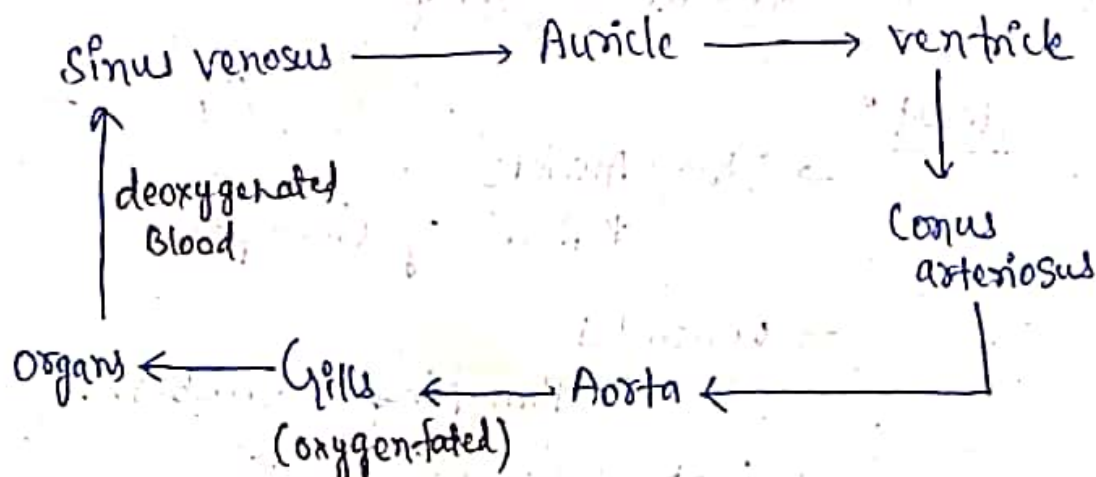 Sinus venosus → Auricle → ventricle
deoxygenated
Blood
Conus
arteriosus
Organs ← Gills ← Aorta ←
(oxygenated)